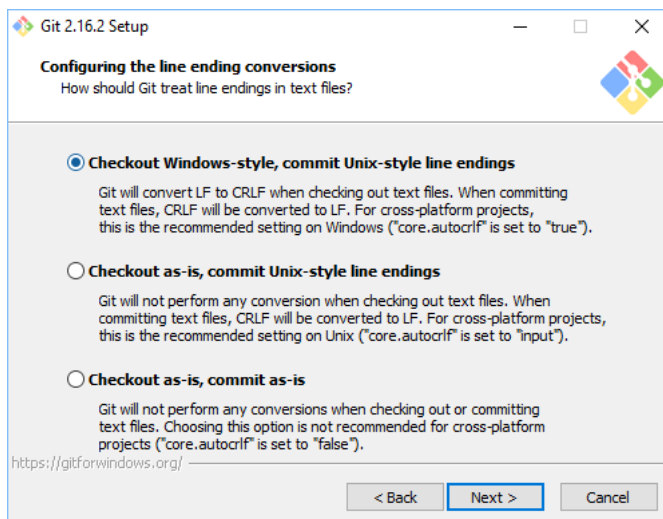 Git 2.16.2 Setup
Configuring the line ending conversions
How should Git treat line endings in text files?
Checkout Windows-style, commit Unix-style line endings
Git will convert LF to CRLF when checking out text files. When committing
text files, CRLF will be converted to LF. For cross-platform projects,
this is the recommended setting on Windows ("core.autocrlf" is set to "true").
Checkout as-is, commit Unix-style line endings
Git will not perform any conversion when checking out text files. When
committing text files, CRLF will be converted to LF. For cross-platform projects,
this is the recommended setting on Unix ("core.autocrlf" is set to "input").
Checkout as-is, commit as-is
Git will not perform any conversions when checking out or committing
text files. Choosing this option is not recommended for cross-platform
projects ("core.autocrlf" is set to "false").
https://gitforwindows.org/
< Back Next > Cancel